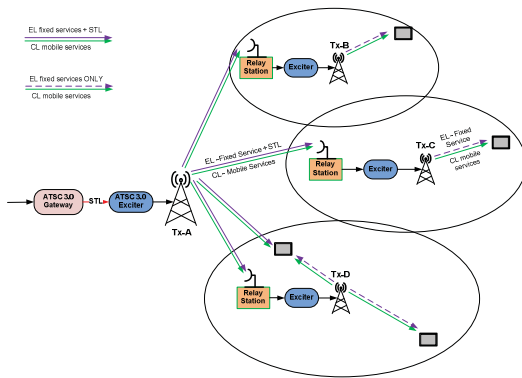 EL fixed services + STL
CL mobile services
EL fixed services ONLY
CL mobile services
Tx-B
Relay
Station
Exciter
EL -Fixed Service +STL
CL- Mobile Services
Relay
Station
Exciter
Tx-C
EL -Fixed
Service
CL mobile
services
ATSC 3.0
Gateway
STL
ATSC 3.0
Exciter
Tx-A
Relay
Station
Exciter
Tx-D